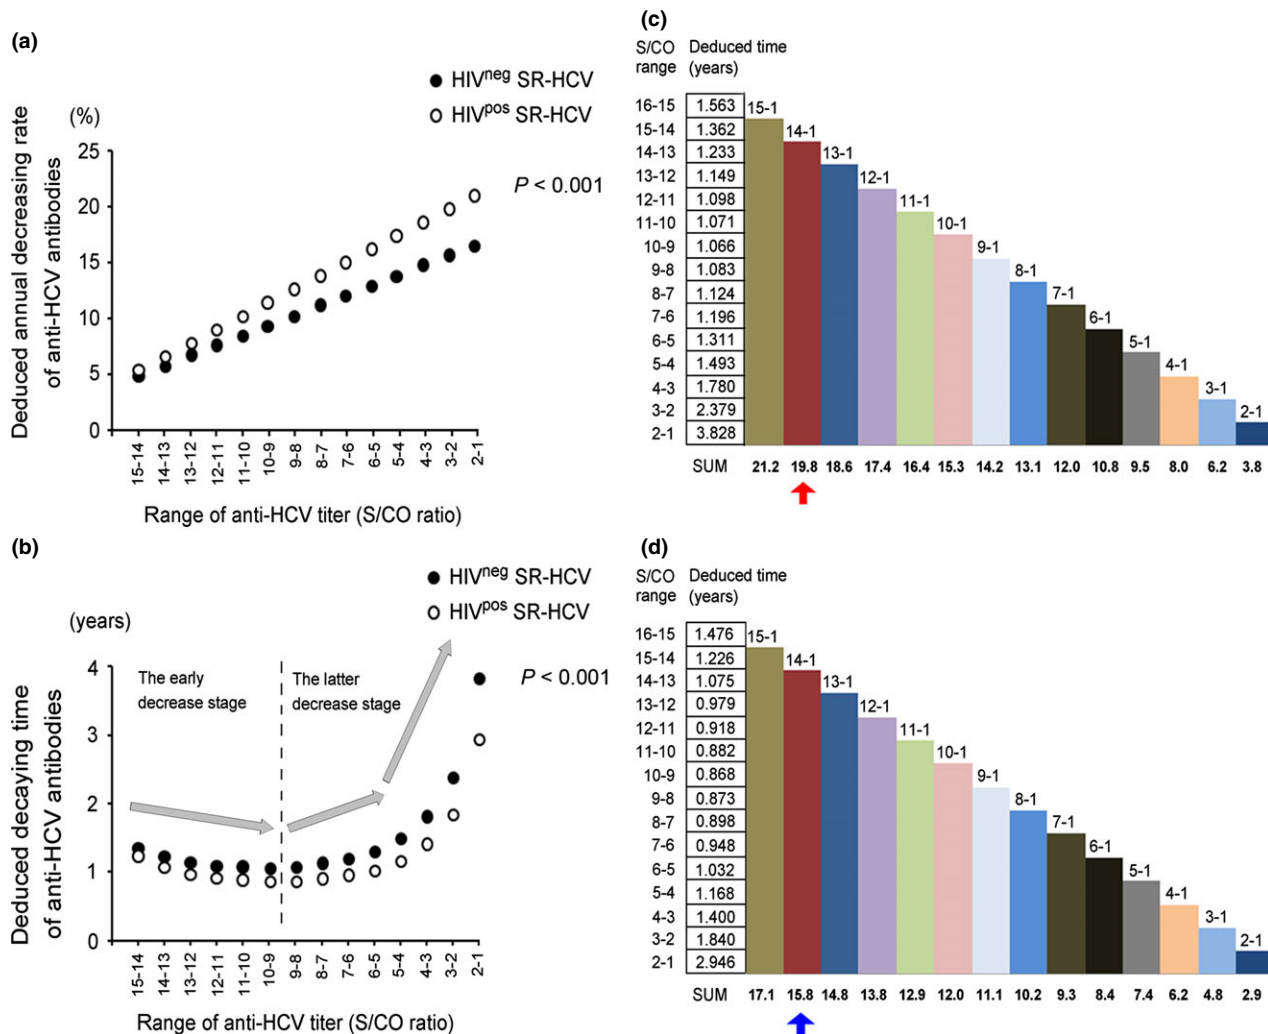 (a)
HIVneg SR-HCV
HIVpos SR-HCV
(%)
P < 0.001
25
20
15
10
5
0
Deduced annual decreasing rate
of anti-HCV antibodies
15-14 14-13 13-12 12-11 11-10 10-9 9-8 8-7 7-6 6-5 5-4 4-3 3-2 2-1
Range of anti-HCV titer (S/CO ratio)
(b)
HIVneg SR-HCV
HIVpos SR-HCV
(years)
P < 0.001
The early
decrease stage
The latter
decrease stage
4
3
2
1
0
Deduced decaying time
of anti-HCV antibodies
15-14 14-13 13-12 12-11 11-10 10-9 9-8 8-7 7-6 6-5 5-4 4-3 3-2 2-1
Range of anti-HCV titer (S/CO ratio)
(c)
S/CO Deduced time
range (years)
16-15 1.563 15-1
15-14 1.362 14-1
14-13 1.233 13-1
13-12 1.149 12-1
12-11 1.098 11-1
11-10 1.071 10-1
10-9 1.066 9-1
9-8 1.083 8-1
8-7 1.124 7-1
7-6 1.196 6-1
6-5 1.311 5-1
5-4 1.493 4-1
4-3 1.780 3-1
3-2 2.379 2-1
2-1 3.828
SUM 21.2 19.8 18.6 17.4 16.4 15.3 14.2 13.1 12.0 10.8 9.5 8.0 6.2 3.8
(d)
S/CO Deduced time
range (years)
16-15 1.476 15-1
15-14 1.226 14-1
14-13 1.075 13-1
13-12 0.979 12-1
12-11 0.918 11-1
11-10 0.882 10-1
10-9 0.868 9-1
9-8 0.873 8-1
8-7 0.898 7-1
7-6 0.948 6-1
6-5 1.032 5-1
5-4 1.168 4-1
4-3 1.400 3-1
3-2 1.840 2-1
2-1 2.946
SUM 17.1 15.8 14.8 13.8 12.9 12.0 11.1 10.2 9.3 8.4 7.4 6.2 4.8 2.9